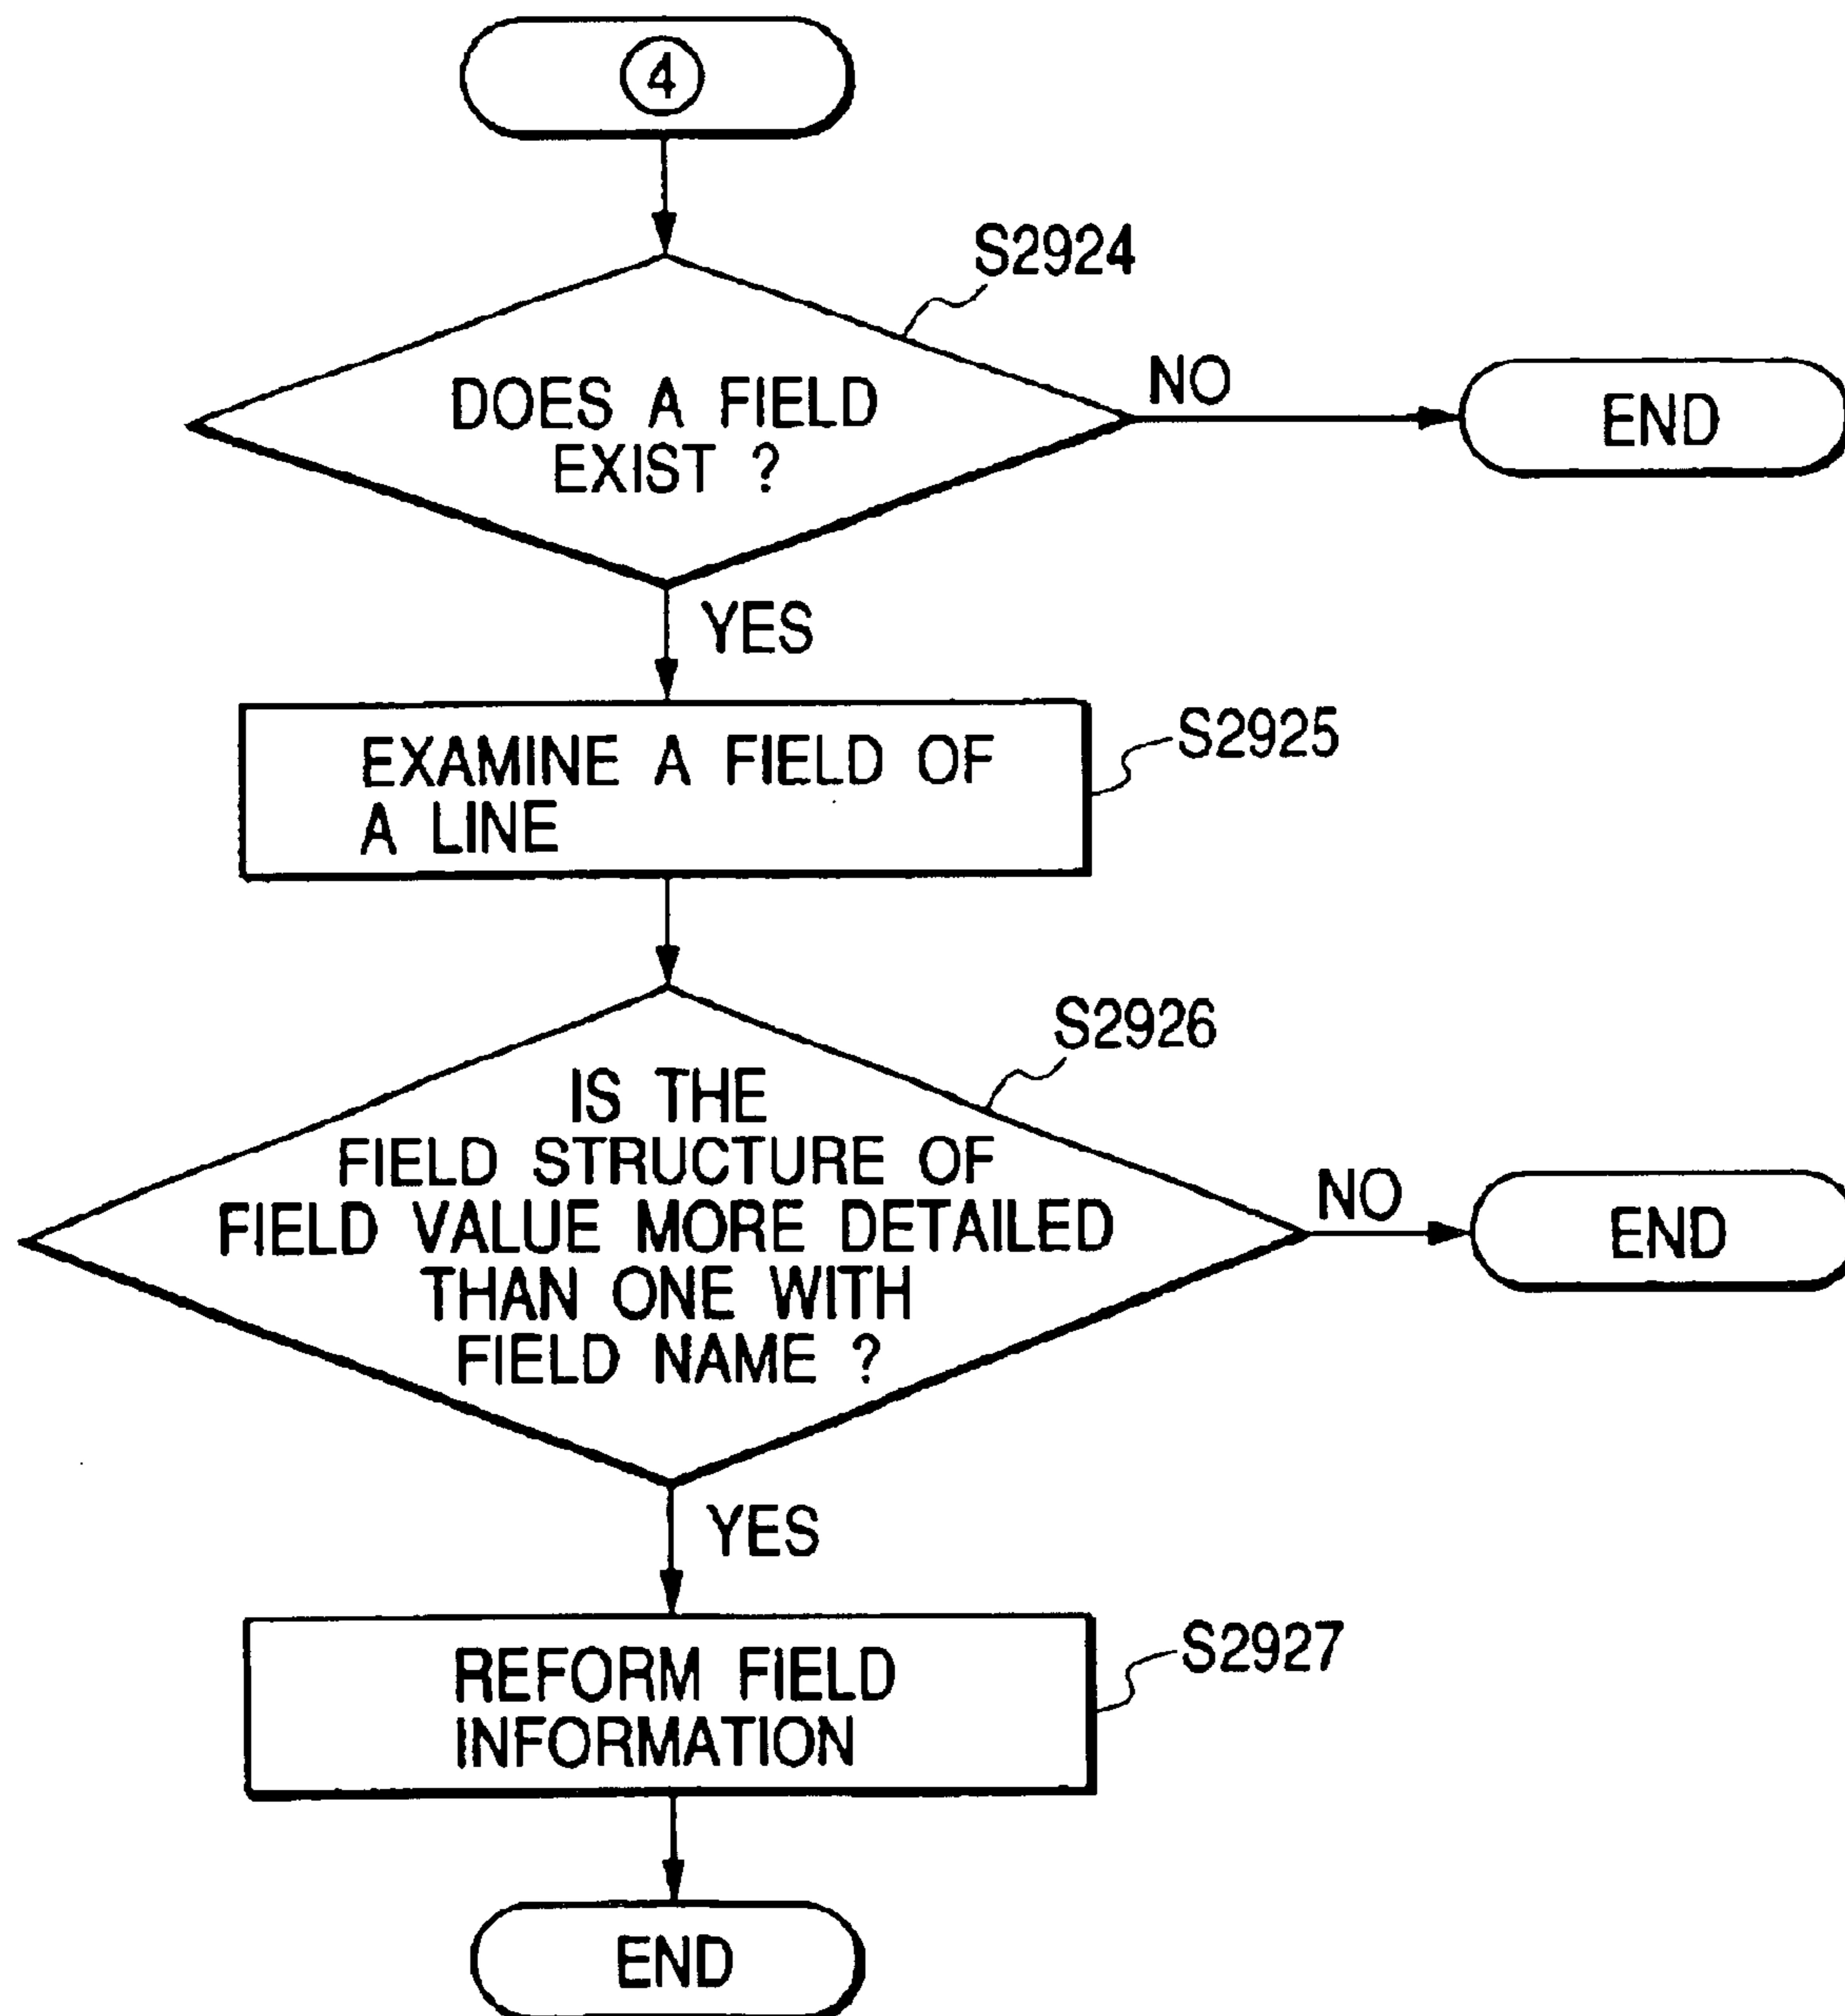 4
S2924
DOES A FIELD
EXIST ?
NO
END
YES
EXAMINE A FIELD OF
A LINE
S2925
S2926
IS THE
FIELD STRUCTURE OF
FIELD VALUE MORE DETAILED
THAN ONE WITH
FIELD NAME ?
NO
END
YES
REFORM FIELD
INFORMATION
S2927
END